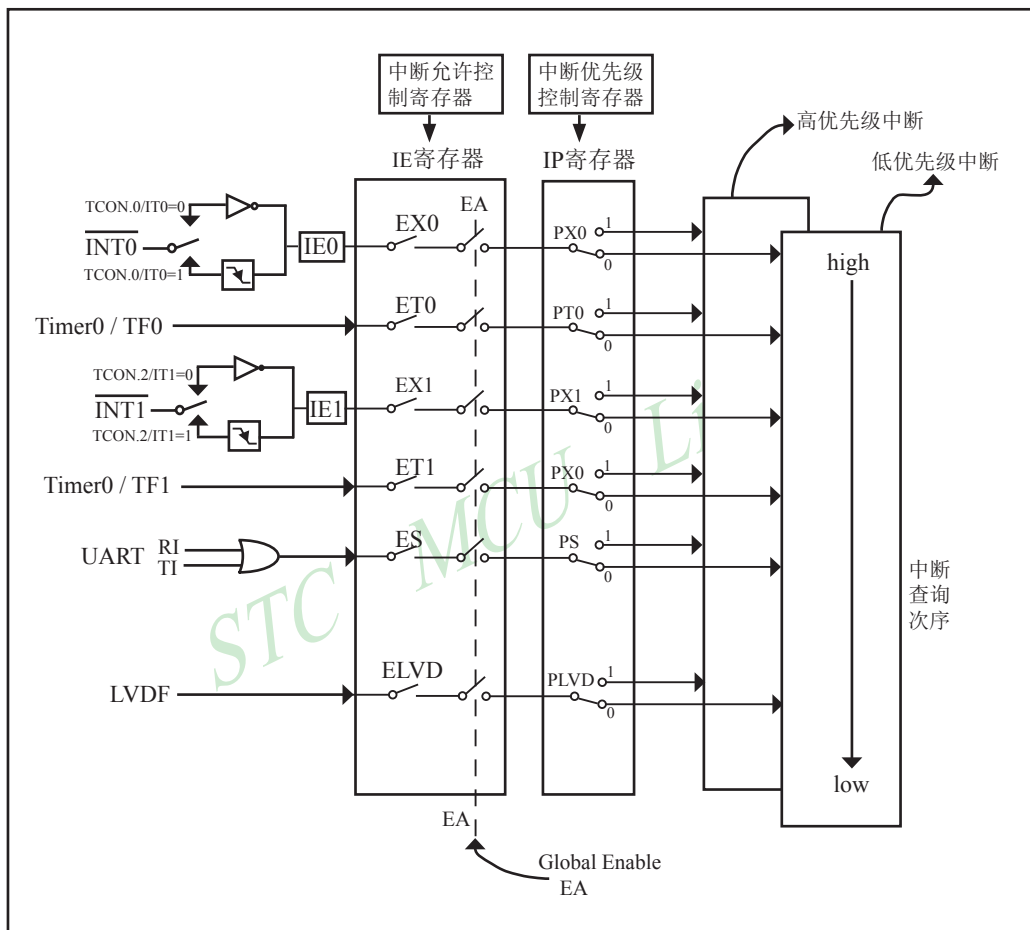 中断允许控
制寄存器
中断优先级
控制寄存器
高优先级中断
低优先级中断
IE寄存器
IP寄存器
TCON.0/IT0=0
INT0
TCON.0/IT0=1
IE0
EX0
EA
PX0
1
0
high
Timer0 / TF0
ET0
PT0
1
0
TCON.2/IT1=0
INT1
TCON.2/IT1=1
IE1
EX1
PX1
1
0
Timer0 / TF1
ET1
PX0
1
0
UART
RI
TI
ES
PS
1
0
中断
查询
次序
STC MCU Li
LVDF
ELVD
PLVD
1
0
low
EA
Global Enable
EA